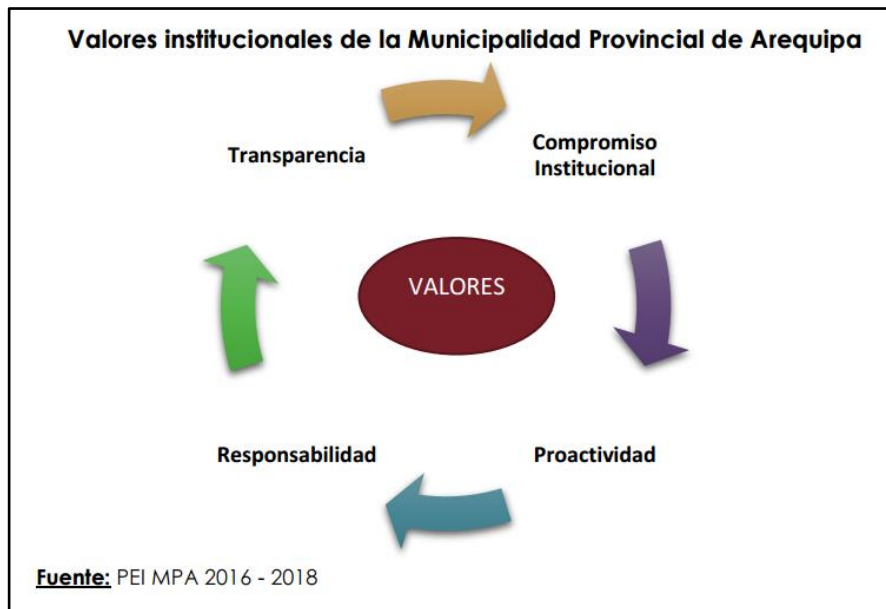 Valores institucionales de la Municipalidad Provincial de Arequipa
Transparencia
Compromiso
Institucional
VALORES
Responsabilidad
Proactividad
Fuente: PEI MPA 2016 - 2018